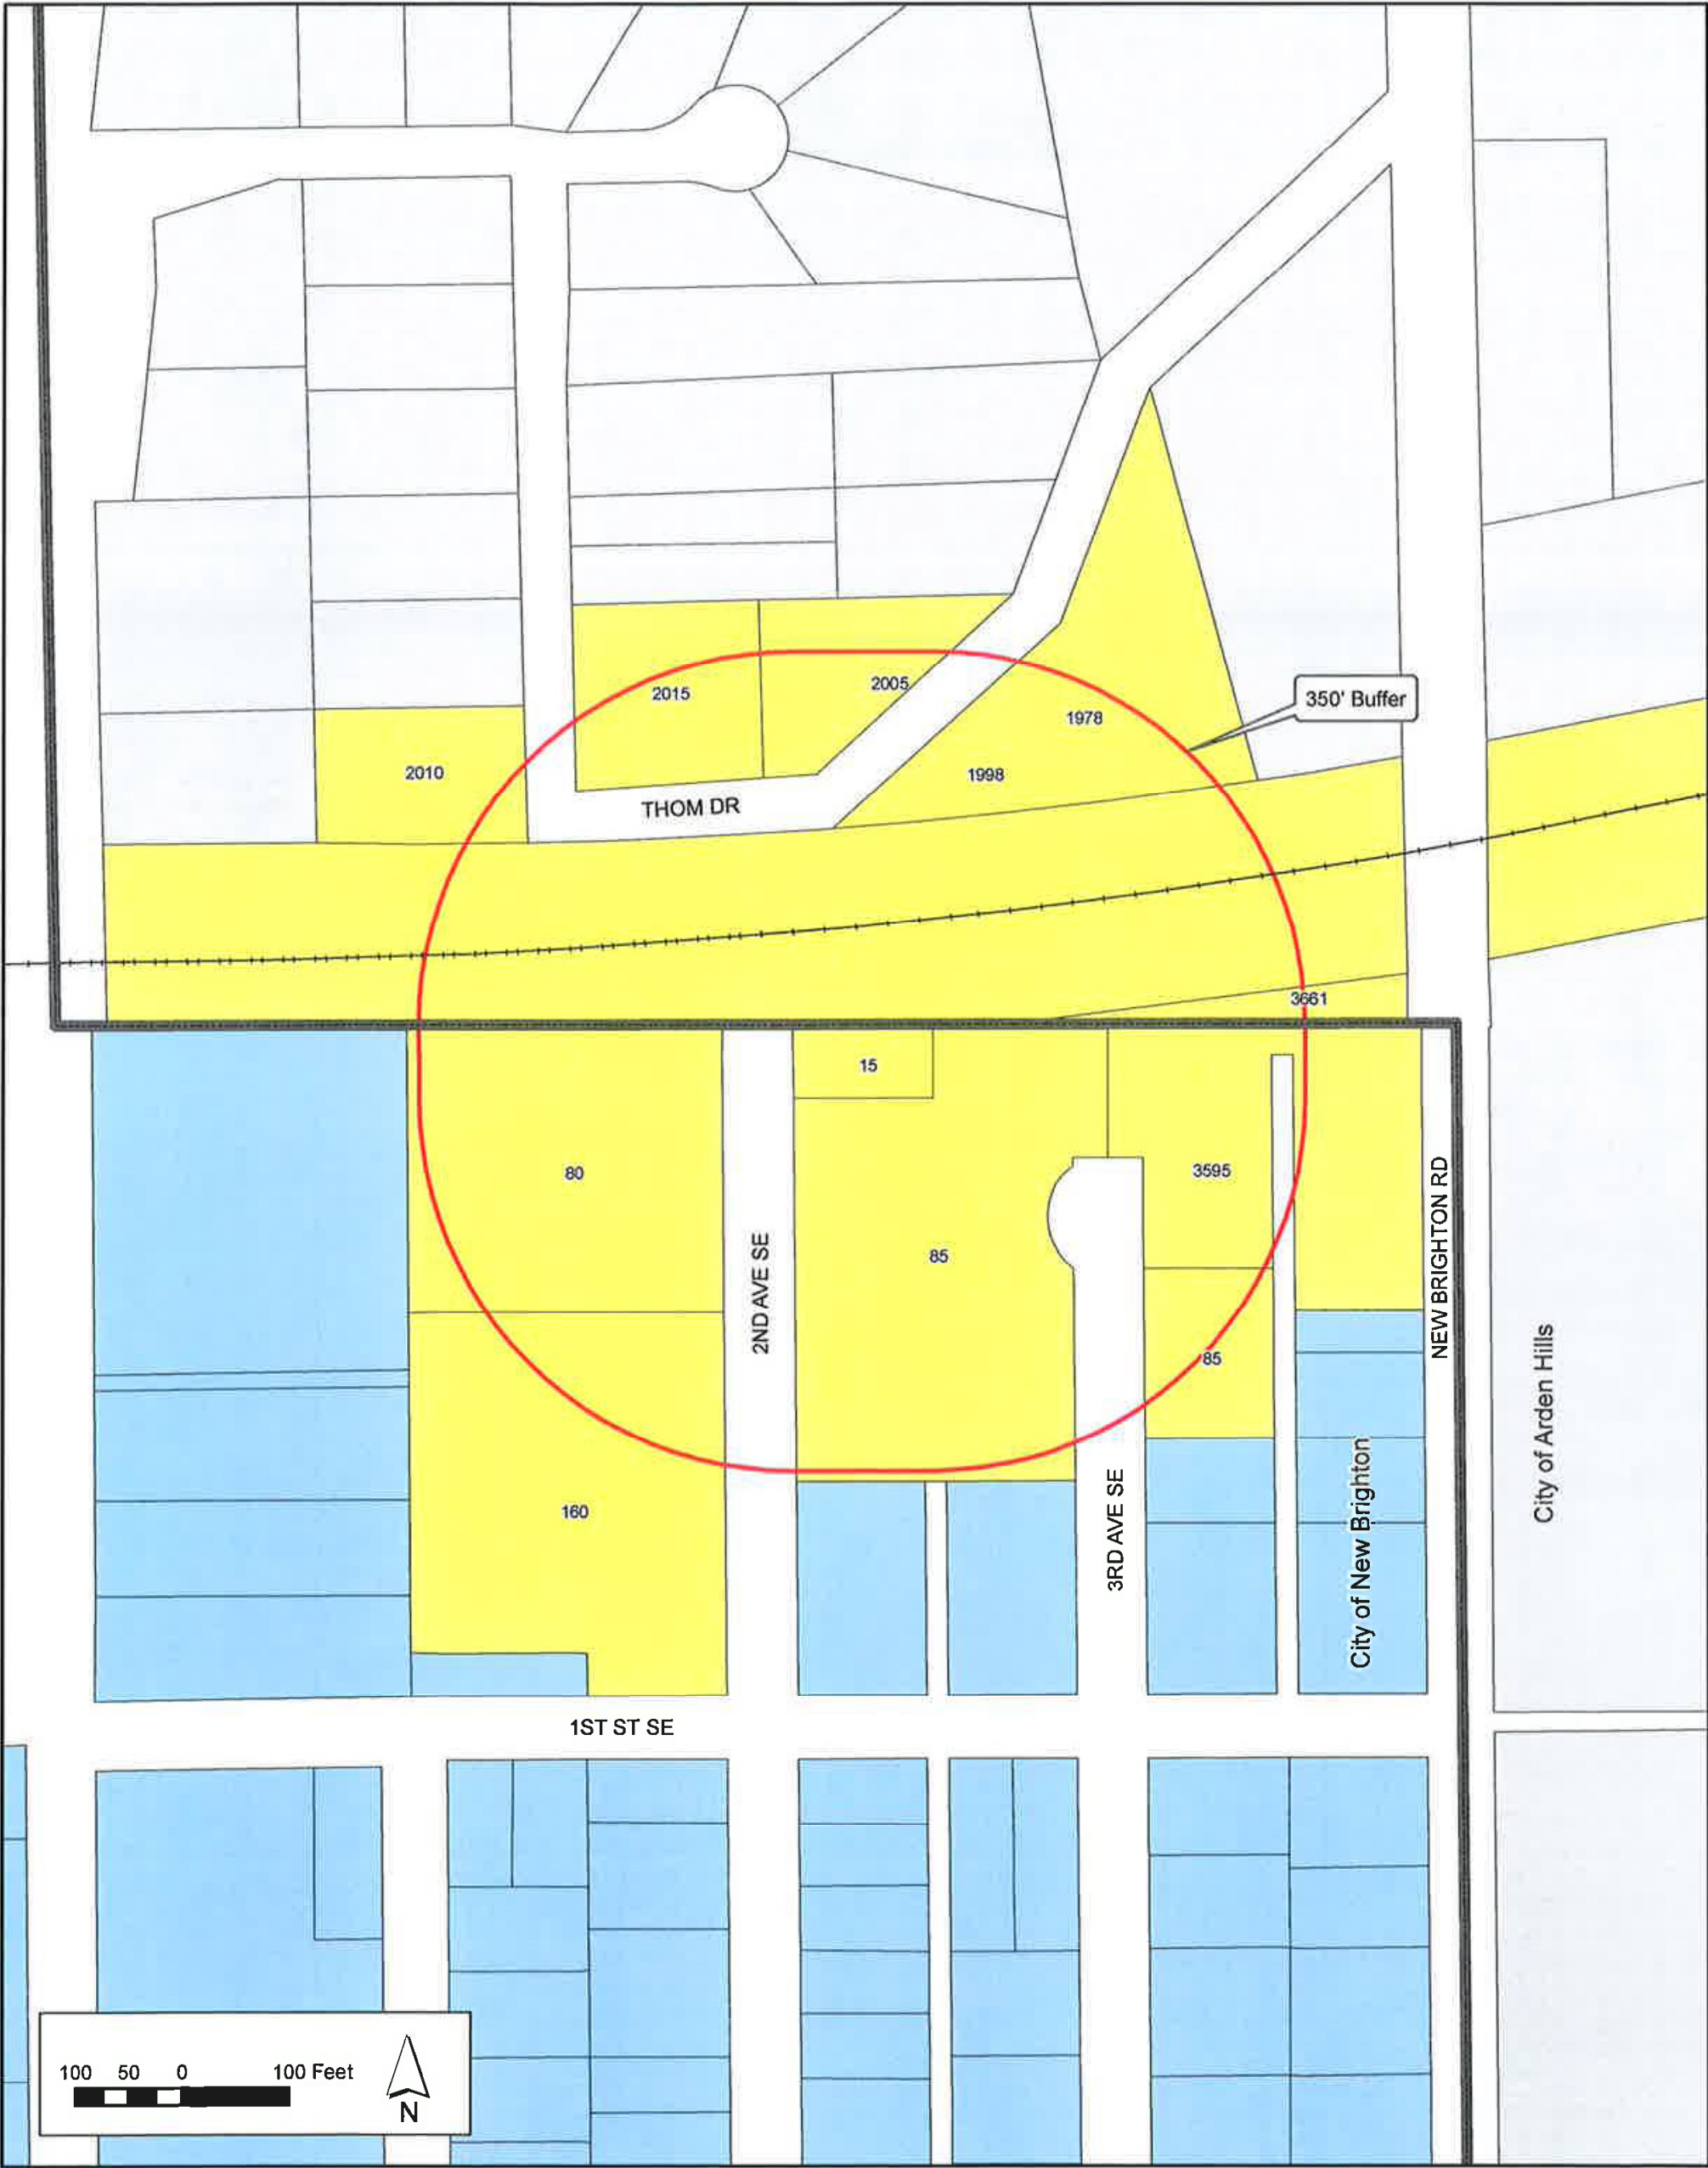 2015
2005
350' Buffer
1978
2010
1998
THOM DR
3661
15
80
3595
85
2ND AVE SE
NEW BRIGHTON RD
85
City of Arden Hills
160
3RD AVE SE
City of New Brighton
1ST ST SE
100 50 0 100 Feet
N